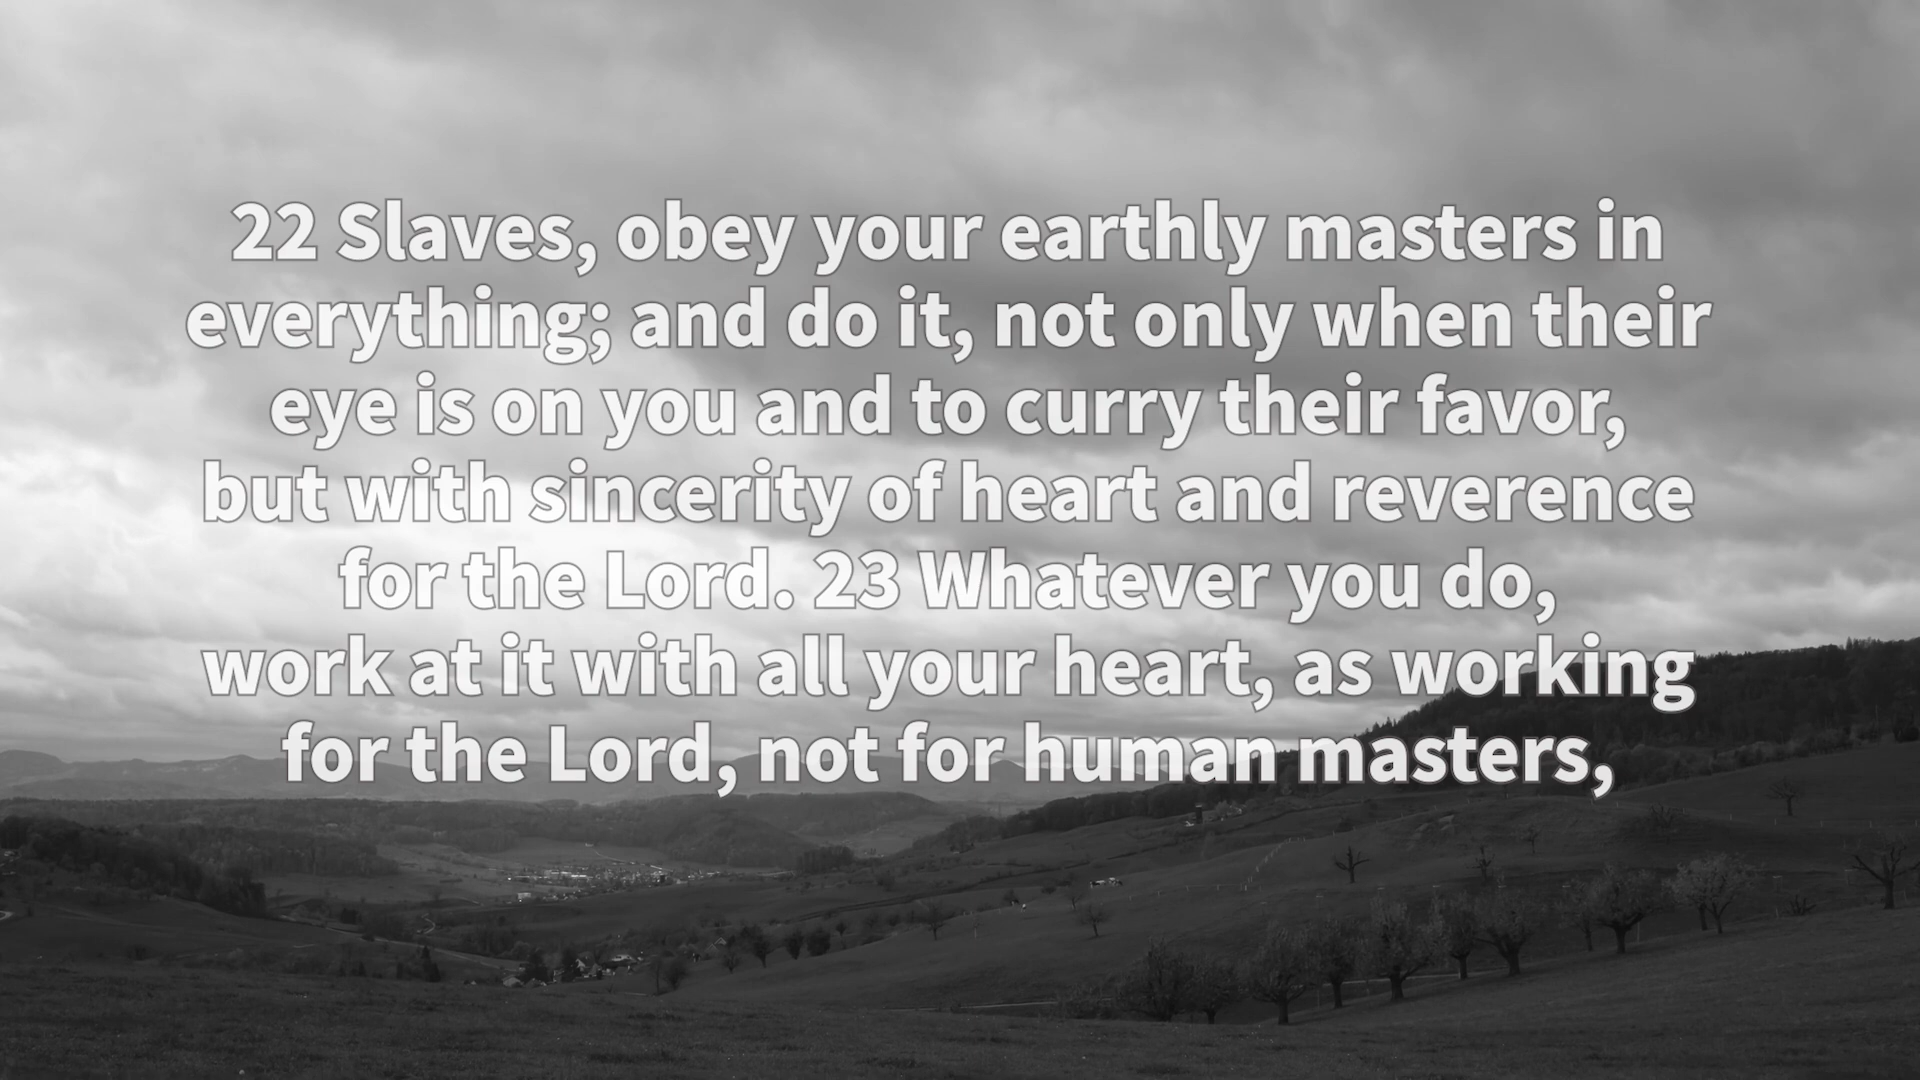 22 Slaves, obey your earthly masters in
everything; and do it, not only when their
eye is on you and to curry their favor,
but with sincerity of heart and reverence
for the Lord. 23 Whatever you do,
work at it with all your heart, as working
for the Lord, not for human masters,